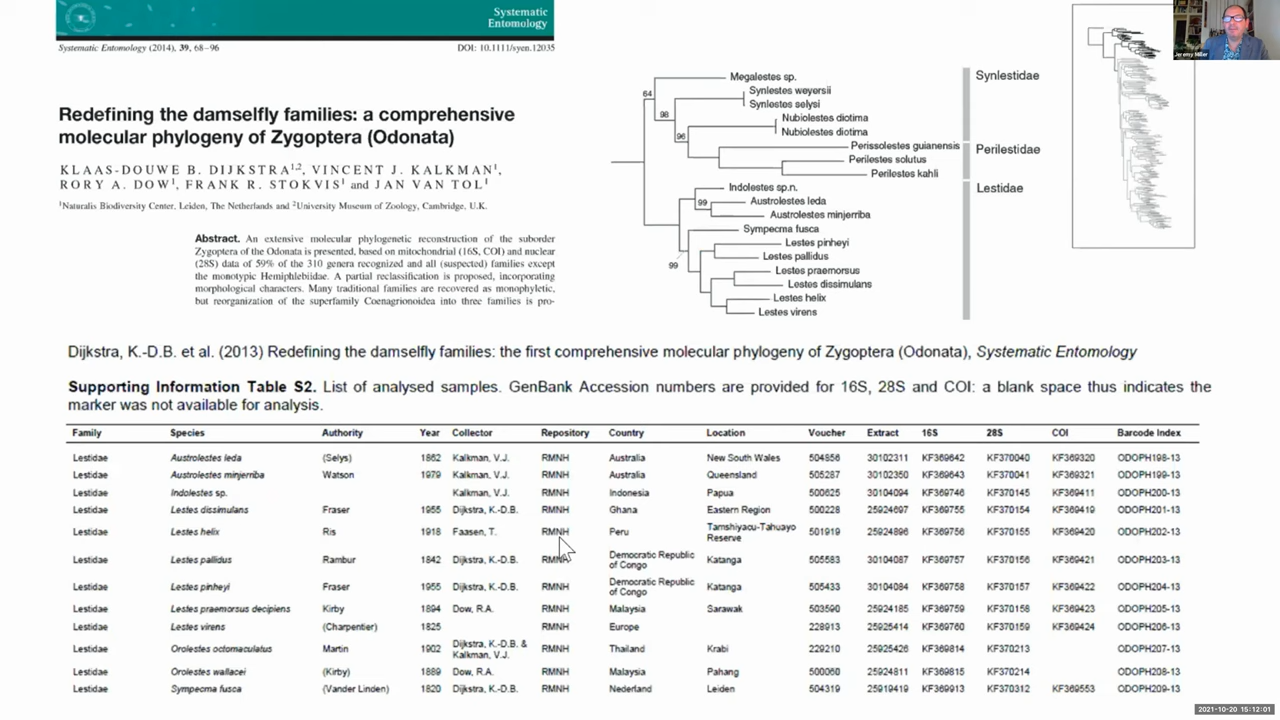 Systematic
Entomology
Systematic Entomology (2014), 39, 68–96
DOI: 10.1111/syen.12035
Redefining the damselfly families: a comprehensive
molecular phylogeny of Zygoptera (Odonata)
KLAAS-DOUWE B. DIJKSTRA1,2, VINCENT J. KALKMAN1,
RORY A. DOW1, FRANK R. STOKVIS1 and JAN VAN TOL1
1Naturalis Biodiversity Center, Leiden, The Netherlands and 2University Museum of Zoology, Cambridge, U.K.
Abstract. An extensive molecular phylogenetic reconstruction of the suborder
Zygoptera of the Odonata is presented, based on mitochondrial (16S, COI) and nuclear
(28S) data of 59% of the 310 genera recognized and all (suspected) families except
the monotypic Hemiphlebiidae. A partial reclassification is proposed, incorporating
morphological characters. Many traditional families are recovered as monophyletic,
but reorganization of the superfamily Coenagrionoidea into three families is pro-
Megalestes sp.
Synlestes weyersii
Synlestes selysi
Nubiolestes diotima
Nubiolestes diotima
Perissolestes guianensis
Perilestes solutus
Perilestes kahli
Indolestes sp.n.
Austrolestes leda
Austrolestes minjerriba
Sympecma fusca
Lestes pinheyi
Lestes pallidus
Lestes praemorsus
Lestes dissimulans
Lestes helix
Lestes virens
64
98
96
99
99
Synlestidae
Perilestidae
Lestidae
Jeremy Miller
Dijkstra, K.-D.B. et al. (2013) Redefining the damselfly families: the first comprehensive molecular phylogeny of Zygoptera (Odonata), Systematic Entomology
Supporting Information Table S2. List of analysed samples. GenBank Accession numbers are provided for 16S, 28S and COI: a blank space thus indicates the
marker was not available for analysis.
Family Species Authority Year Collector Repository Country Location Voucher Extract 16S 28S COI Barcode Index
Lestidae Austrolestes leda (Selys) 1862 Kalkman, V.J. RMNH Australia New South Wales 504856 30102311 KF369642 KF370040 KF369320 ODOPH198-13
Lestidae Austrolestes minjerriba Watson 1979 Kalkman, V.J. RMNH Australia Queensland 505287 30102350 KF369643 KF370041 KF369321 ODOPH199-13
Lestidae Indolestes sp. Kalkman, V.J. RMNH Indonesia Papua 500625 30104094 KF369746 KF370145 KF369411 ODOPH200-13
Lestidae Lestes dissimulans Fraser 1955 Dijkstra, K.-D.B. RMNH Ghana Eastern Region 500228 25924697 KF369755 KF370154 KF369419 ODOPH201-13
Lestidae Lestes helix Ris 1918 Faasen, T. RMNH Peru Tamshiyacu-Tahuayo Reserve 501919 25924896 KF369756 KF370155 KF369420 ODOPH202-13
Lestidae Lestes pallidus Rambur 1842 Dijkstra, K.-D.B. RMNH Democratic Republic of Congo Katanga 505583 30104087 KF369757 KF370156 KF369421 ODOPH203-13
Lestidae Lestes pinheyi Fraser 1955 Dijkstra, K.-D.B. RMNH Democratic Republic of Congo Katanga 505433 30104084 KF369758 KF370157 KF369422 ODOPH204-13
Lestidae Lestes praemorsus decipiens Kirby 1894 Dow, R.A. RMNH Malaysia Sarawak 503590 25924185 KF369759 KF370158 KF369423 ODOPH205-13
Lestidae Lestes virens (Charpentier) 1825 RMNH Europe 228913 25925414 KF369760 KF370159 KF369424 ODOPH206-13
Lestidae Orolestes octomaculatus Martin 1902 Dijkstra, K.-D.B. & Kalkman, V.J. RMNH Thailand Krabi 229210 25925426 KF369814 KF370213 ODOPH207-13
Lestidae Orolestes wallacei (Kirby) 1889 Dow, R.A. RMNH Malaysia Pahang 500060 25924811 KF369815 KF370214 ODOPH208-13
Lestidae Sympecma fusca (Vander Linden) 1820 Dijkstra, K.-D.B. RMNH Nederland Leiden 504319 25919419 KF369913 KF370312 KF369553 ODOPH209-13
2021-10-20 15:12:01